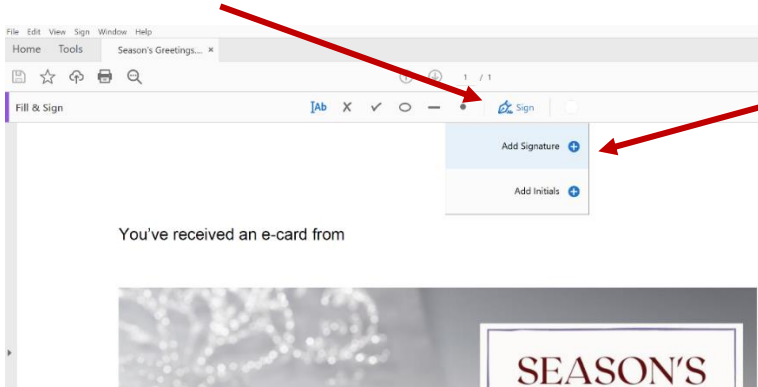 File Edit View Sign Window Help
Home Tools Season's Greetings... ×
1 / 1
Fill & Sign IAb X Sign
Add Signature
Add Initials
You've received an e-card from
SEASON'S